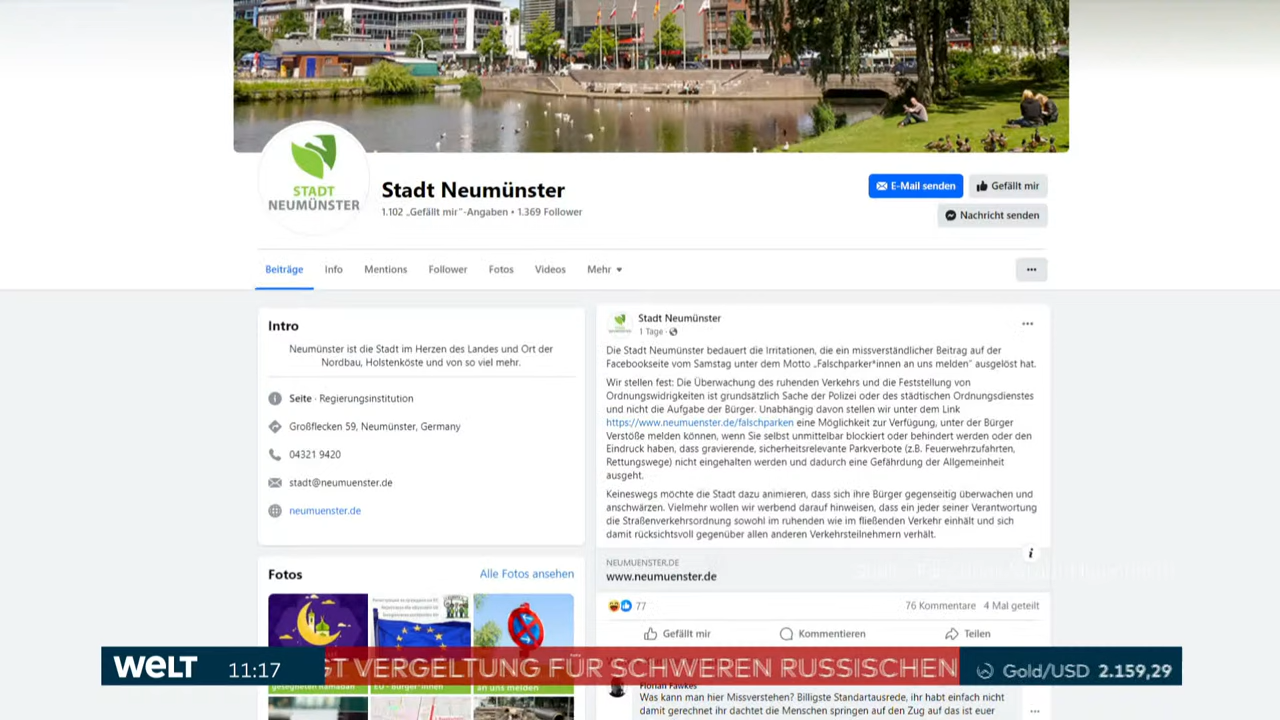 STADT
NEUMÜNSTER
Stadt Neumünster
1.102 „Gefällt mir“-Angaben • 1.369 Follower
E-Mail senden
Gefällt mir
Nachricht senden
Beiträge Info Mentions Follower Fotos Videos Mehr
Intro
Neumünster ist die Stadt im Herzen des Landes und Ort der
Nordbau, Holstenköste und von so viel mehr.
Seite · Regierungsinstitution
Großflecken 59, Neumünster, Germany
04321 9420
stadt@neumuenster.de
neumuenster.de
Fotos
Alle Fotos ansehen
gesegneten Ramadan
EU - Bürger*innen
an uns melden
Stadt Neumünster
1 Tage ·
Die Stadt Neumünster bedauert die Irritationen, die ein missverständlicher Beitrag auf der
Facebookseite vom Samstag unter dem Motto „Falschparker*innen an uns melden“ ausgelöst hat.
Wir stellen fest: Die Überwachung des ruhenden Verkehrs und die Feststellung von
Ordnungswidrigkeiten ist grundsätzlich Sache der Polizei oder des städtischen Ordnungsdienstes
und nicht die Aufgabe der Bürger. Unabhängig davon stellen wir unter dem Link
https://www.neumuenster.de/falschparken eine Möglichkeit zur Verfügung, unter der Bürger
Verstöße melden können, wenn Sie selbst unmittelbar blockiert oder behindert werden oder den
Eindruck haben, dass gravierende, sicherheitsrelevante Parkverbote (z.B. Feuerwehrzufahrten,
Rettungswege) nicht eingehalten werden und dadurch eine Gefährdung der Allgemeinheit
ausgeht.
Keineswegs möchte die Stadt dazu animieren, dass sich ihre Bürger gegenseitig überwachen und
anschwärzen. Vielmehr wollen wir werbend darauf hinweisen, dass ein jeder seiner Verantwortung
die Straßenverkehrsordnung sowohl im ruhenden wie im fließenden Verkehr einhält und sich
damit rücksichtsvoll gegenüber allen anderen Verkehrsteilnehmern verhält.
NEUMUENSTER.DE
www.neumuenster.de
77
76 Kommentare 4 Mal geteilt
Gefällt mir Kommentieren Teilen
Was kann man hier Missverstehen? Billigste Standartausrede, ihr habt einfach nicht
damit gerechnet ihr dachtet die Menschen springen auf den Zug auf das ist euer
WELT 11:17 GT VERGELTUNG FÜR SCHWEREN RUSSISCHEN Gold/USD 2.159,29